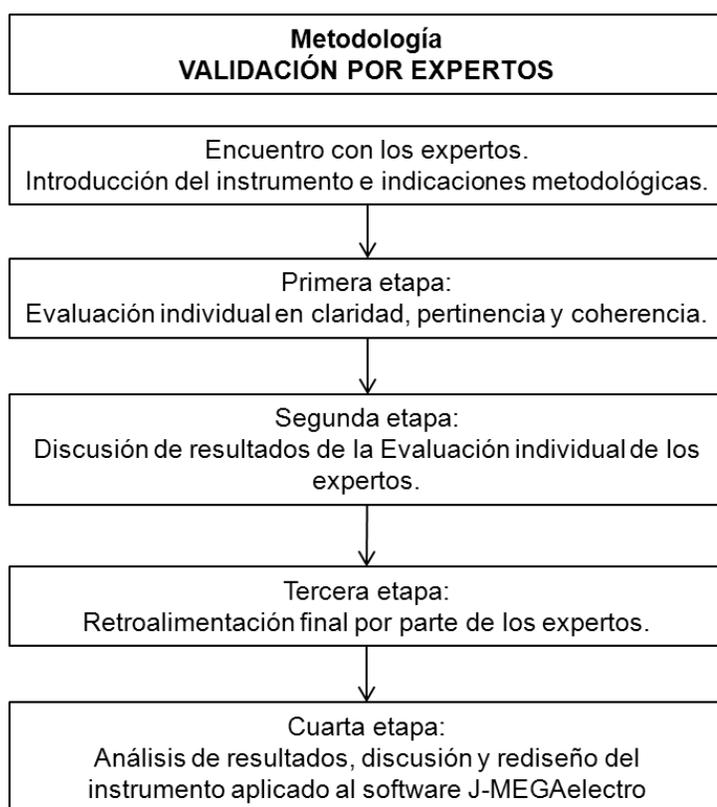 Metodología
VALIDACIÓN POR EXPERTOS
Encuentro con los expertos.
Introducción del instrumento e indicaciones metodológicas.
Primera etapa:
Evaluación individual en claridad, pertinencia y coherencia.
Segunda etapa:
Discusión de resultados de la Evaluación individual de los
expertos.
Tercera etapa:
Retroalimentación final por parte de los expertos.
Cuarta etapa:
Análisis de resultados, discusión y rediseño del
instrumento aplicado al software J-MEGAelectro